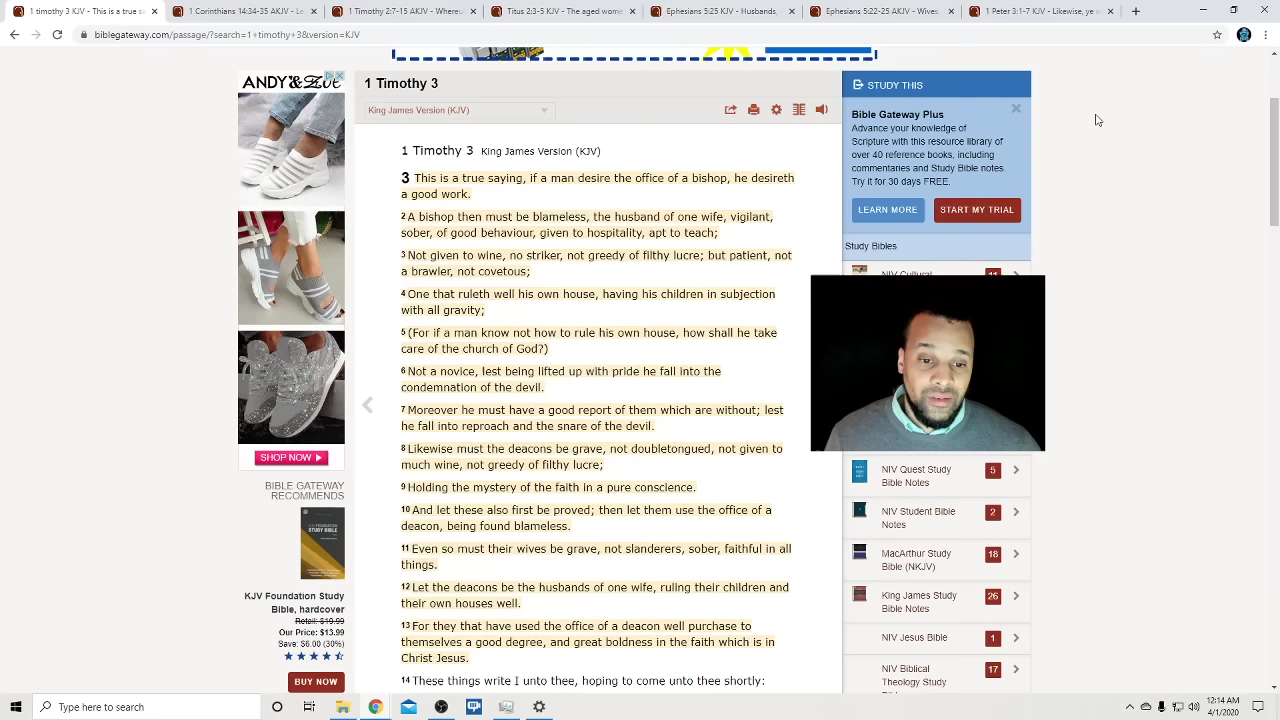 1 timothy 3 KJV - This is a true s
1 Corinthians 14:34-35 KJV - Le
1 Timothy 2:7-15 AKJV - Where
Titus 2:3-5 KJV - The aged wome
Ephesians 5:25 KJV - Husbands,
Ephesians 5:22-25 AKJV - Wives
1 Peter 3:1-7 KJV - Likewise, ye w
biblegateway.com/passage/?search=1+timothy+3&version=KJV
ANDY & Zoe
SHOP NOW
BIBLE GATEWAY
RECOMMENDS
KJV Foundation Study
Bible, hardcover
Retail: $19.99
Our Price: $13.99
Save: $6.00 (30%)
BUY NOW
1 Timothy 3
King James Version (KJV)
1 Timothy 3 King James Version (KJV)
3 This is a true saying, if a man desire the office of a bishop, he desireth
a good work.
2 A bishop then must be blameless, the husband of one wife, vigilant,
sober, of good behaviour, given to hospitality, apt to teach;
3 Not given to wine, no striker, not greedy of filthy lucre; but patient, not
a brawler, not covetous;
4 One that ruleth well his own house, having his children in subjection
with all gravity;
5 (For if a man know not how to rule his own house, how shall he take
care of the church of God?)
6 Not a novice, lest being lifted up with pride he fall into the
condemnation of the devil.
7 Moreover he must have a good report of them which are without; lest
he fall into reproach and the snare of the devil.
8 Likewise must the deacons be grave, not doubletongued, not given to
much wine, not greedy of filthy lucre;
9 Holding the mystery of the faith in a pure conscience.
10 And let these also first be proved; then let them use the office of a
deacon, being found blameless.
11 Even so must their wives be grave, not slanderers, sober, faithful in all
things.
12 Let the deacons be the husbands of one wife, ruling their children and
their own houses well.
13 For they that have used the office of a deacon well purchase to
themselves a good degree, and great boldness in the faith which is in
Christ Jesus.
14 These things write I unto thee, hoping to come unto thee shortly:
STUDY THIS
Bible Gateway Plus
Advance your knowledge of
Scripture with this resource library of
over 40 reference books, including
commentaries and Study Bible notes.
Try it for 30 days FREE.
LEARN MORE
START MY TRIAL
Study Bibles
NIV Cultural 11
NIV Quest Study
Bible Notes 5
NIV Student Bible
Notes 2
MacArthur Study
Bible (NKJV) 18
King James Study
Bible Notes 26
NIV Jesus Bible 1
NIV Biblical
Theology Study 17
Type here to search
12:14 AM
4/1/2020